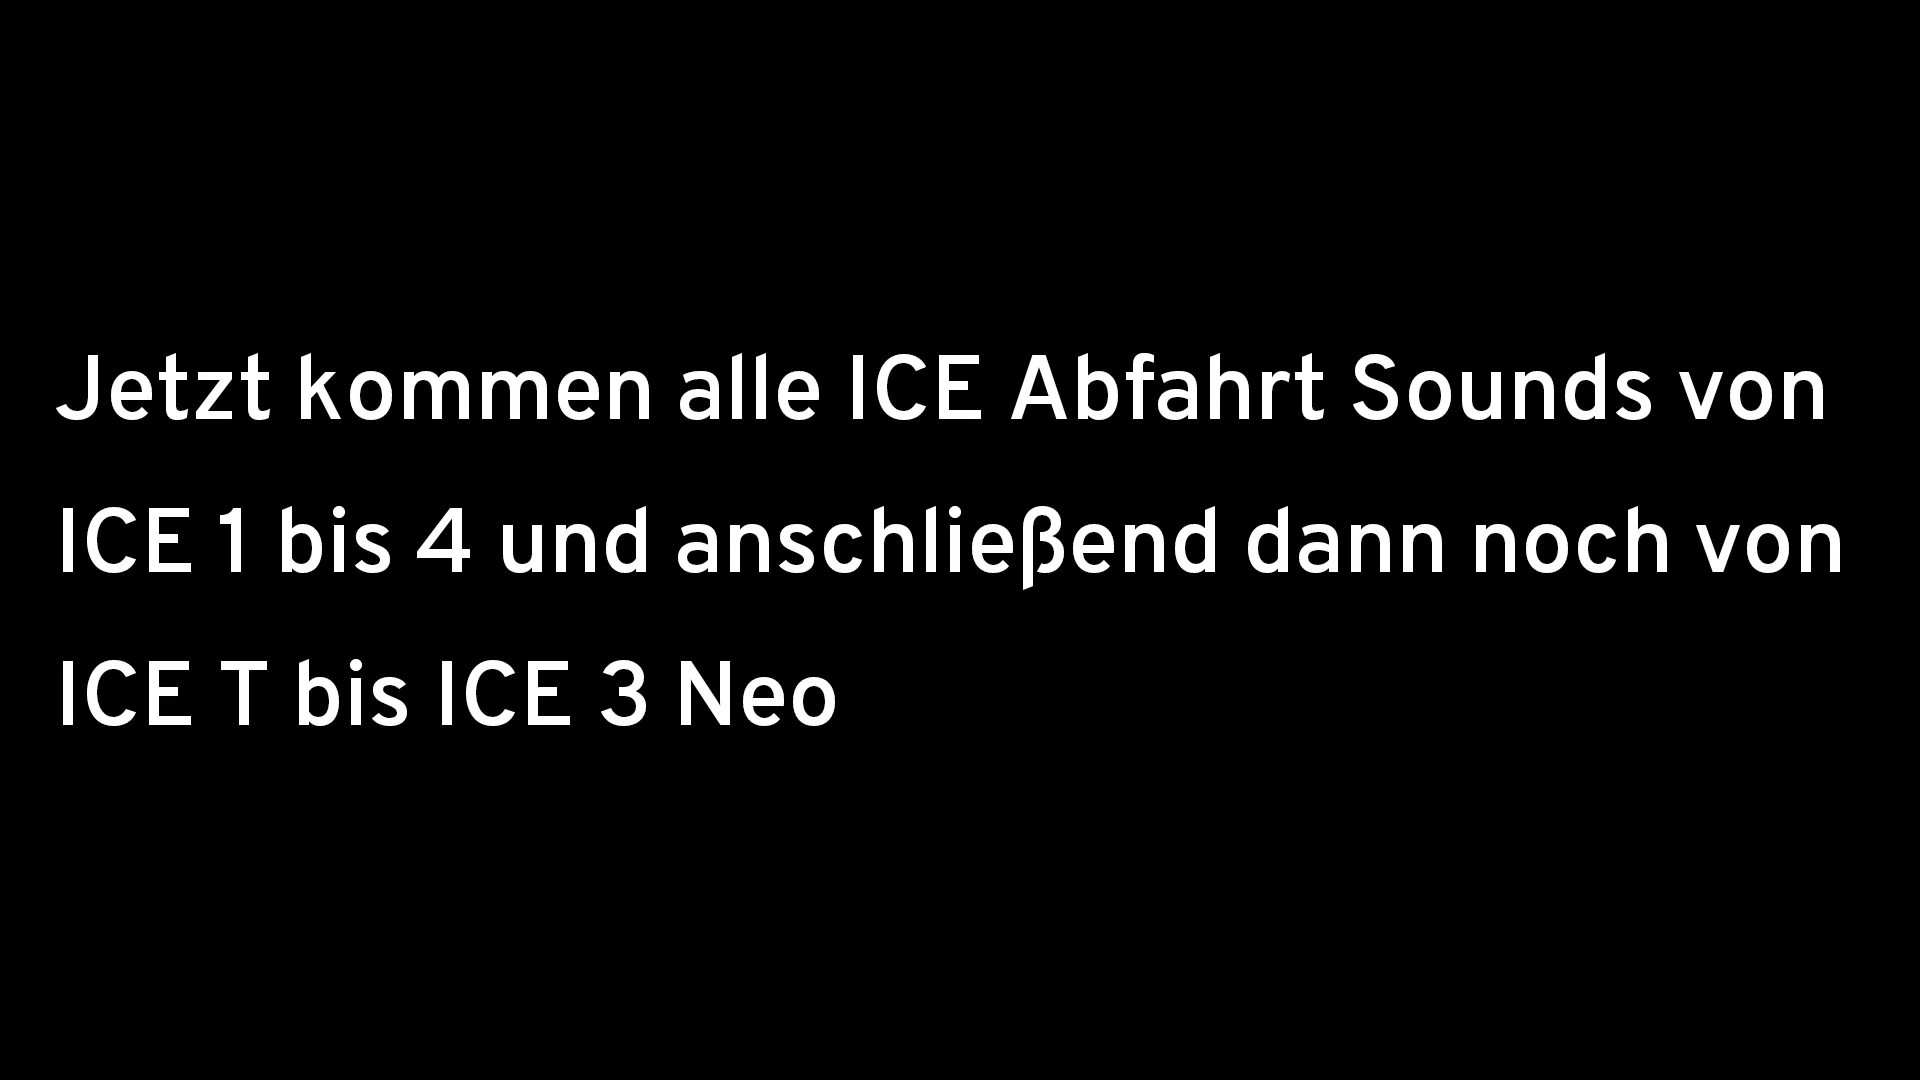 Jetzt kommen alle ICE Abfahrt Sounds von
ICE 1 bis 4 und anschließend dann noch von
ICE T bis ICE 3 Neo